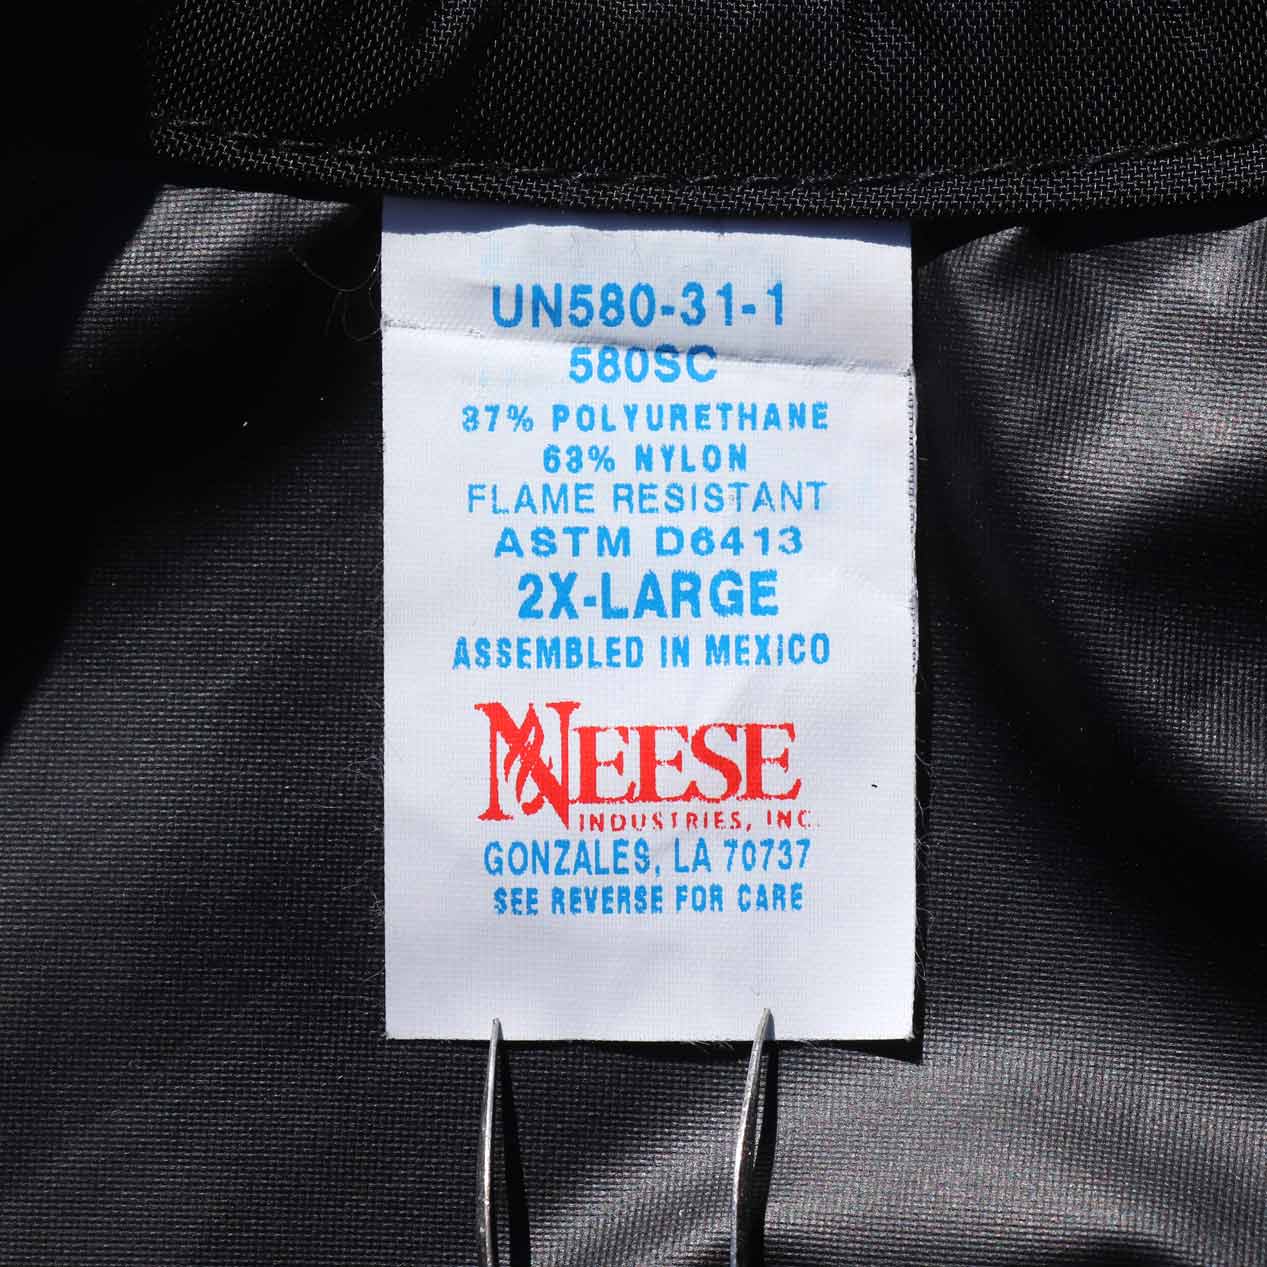 UN580-31-1
580SC
37% POLYURETHANE
63% NYLON
FLAME RESISTANT
ASTM D6413
2X-LARGE
ASSEMBLED IN MEXICO
NEESE
INDUSTRIES, INC.
GONZALES, LA 70737
SEE REVERSE FOR CARE